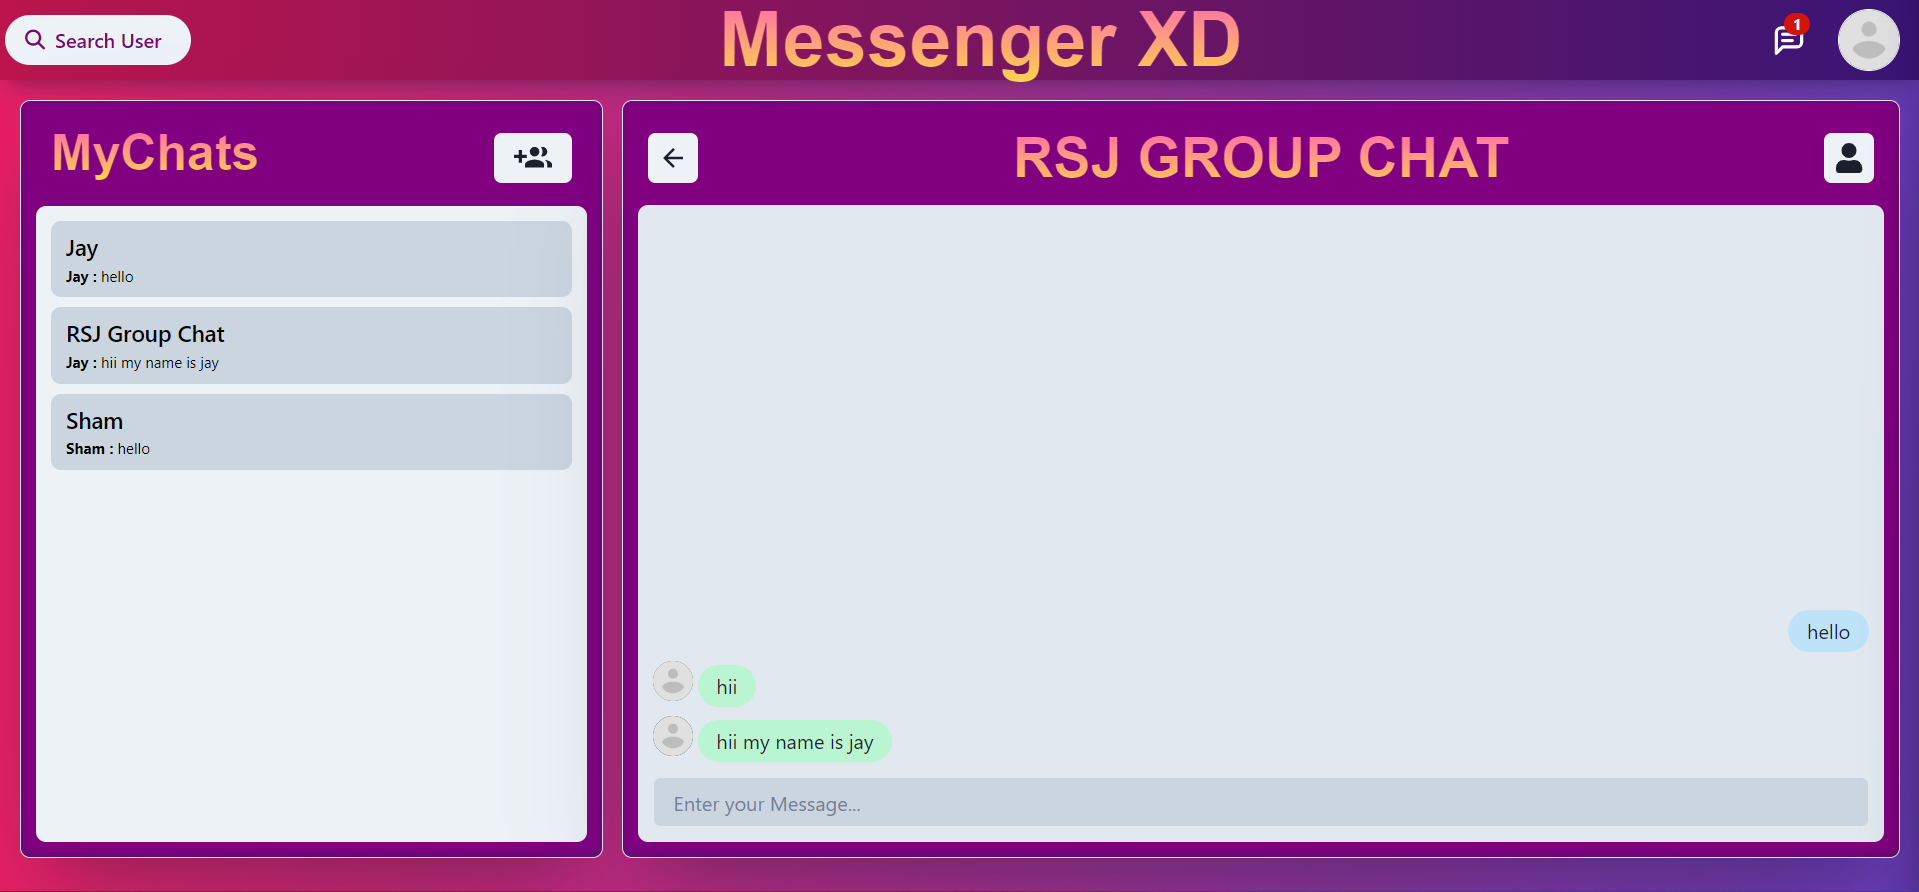 Search User
Messenger XD
1
MyChats
Jay
Jay : hello
RSJ Group Chat
Jay : hii my name is jay
Sham
Sham : hello
RSJ GROUP CHAT
hello
hii
hii my name is jay
Enter your Message...